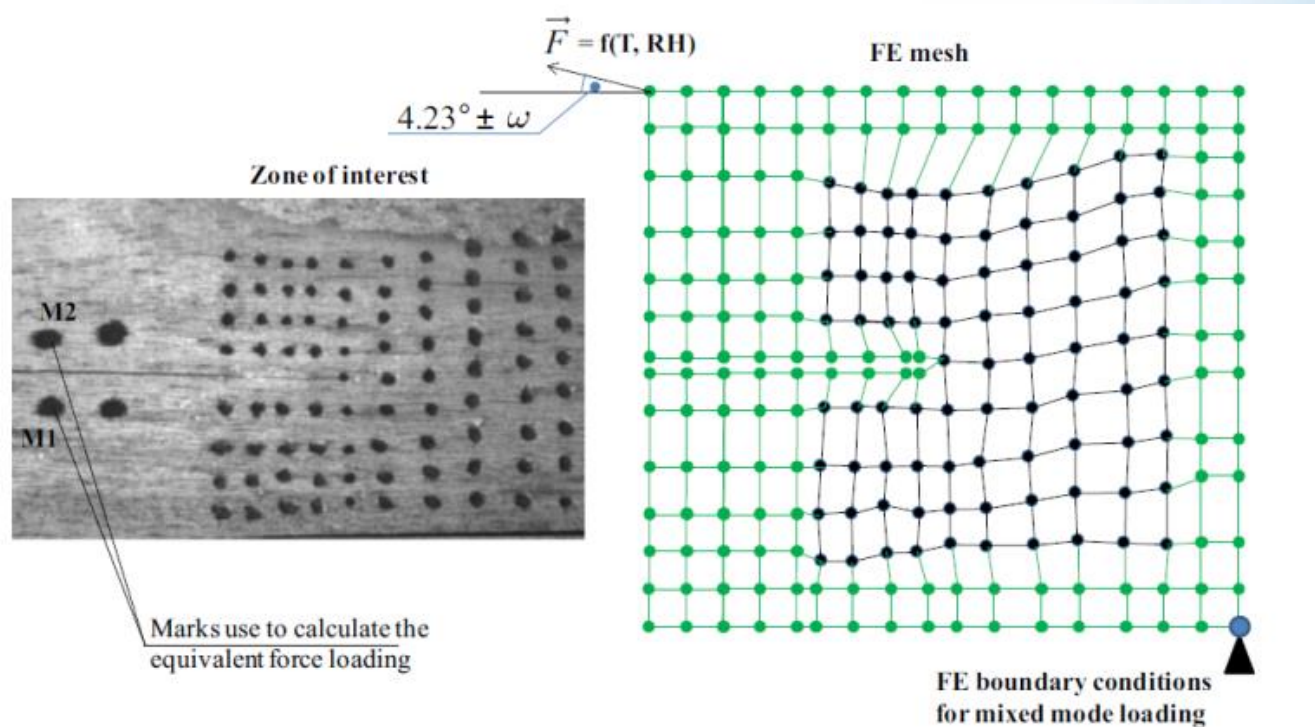 F = f(T, RH)
FE mesh
4.23° ± ω
Zone of interest
M2
M1
Marks use to calculate the
equivalent force loading
FE boundary conditions
for mixed mode loading